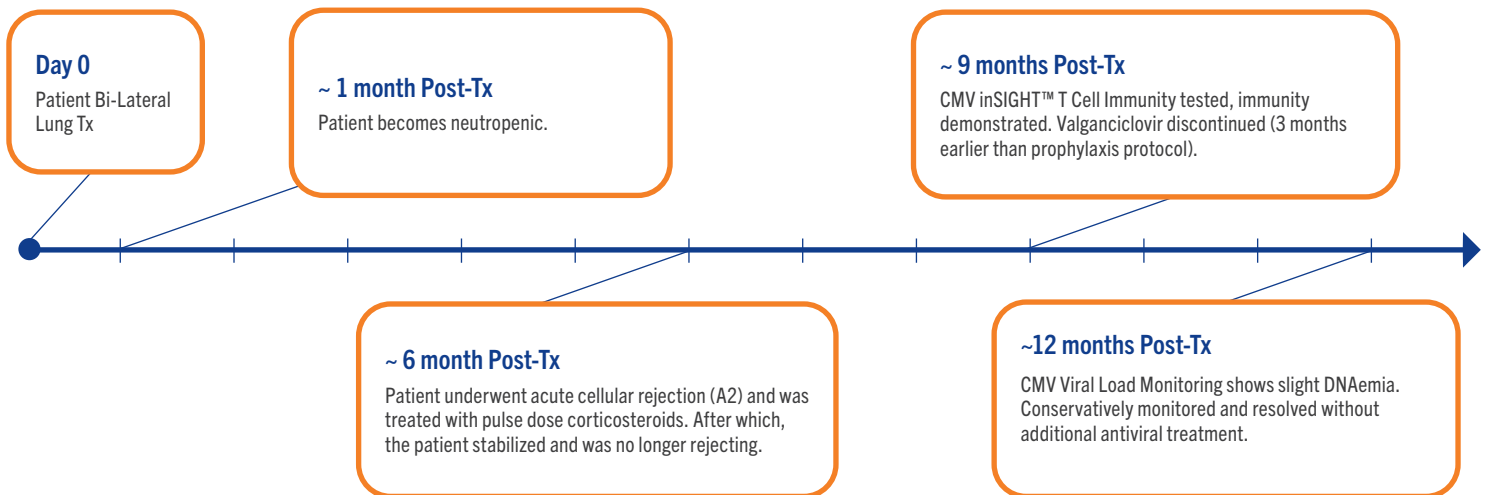 Day 0
Patient Bi-Lateral
Lung Tx
~ 1 month Post-Tx
Patient becomes neutropenic.
~ 6 month Post-Tx
Patient underwent acute cellular rejection (A2) and was
treated with pulse dose corticosteroids. After which,
the patient stabilized and was no longer rejecting.
~ 9 months Post-Tx
CMV inSIGHT™ T Cell Immunity tested, immunity
demonstrated. Valganciclovir discontinued (3 months
earlier than prophylaxis protocol).
~12 months Post-Tx
CMV Viral Load Monitoring shows slight DNAemia.
Conservatively monitored and resolved without
additional antiviral treatment.